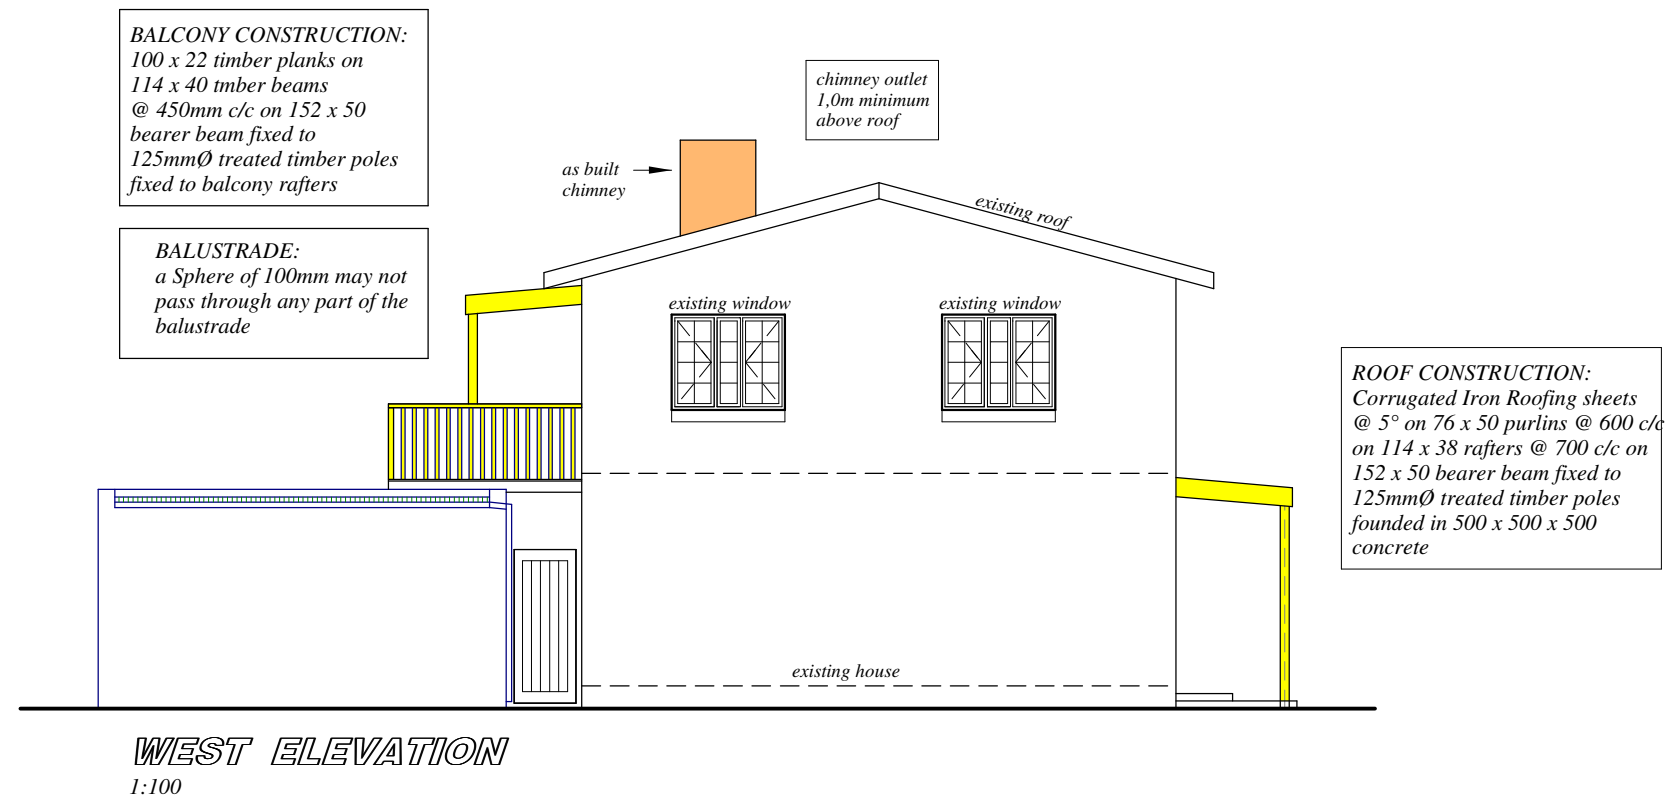 BALCONY CONSTRUCTION:
100 x 22 timber planks on
114 x 40 tmber beams
@ 450mm c/c on 152 x 50
bearer beam fixed to
125mmØ treated timber poles
fixed to balcony rafters
BALUSTRADE:
a Sphere of 100mm may not
pass through any part of the
balustrade
chimney outlet
1,0m minimum
above roof
as built
chimney
existing roof
existing window
existing window
ROOF CONSTRUCTION:
Corrugated Iron Roofing sheets
@ 5° on 76 x 50 purlins @ 600 c/c
on 114 x 38 rafters @ 700 c/c on
152 x 50 bearer beam fixed to
125mmØ treated timber poles
founded in 500 x 500 x 500
concrete
existing house
WEST ELEVATION
1:100